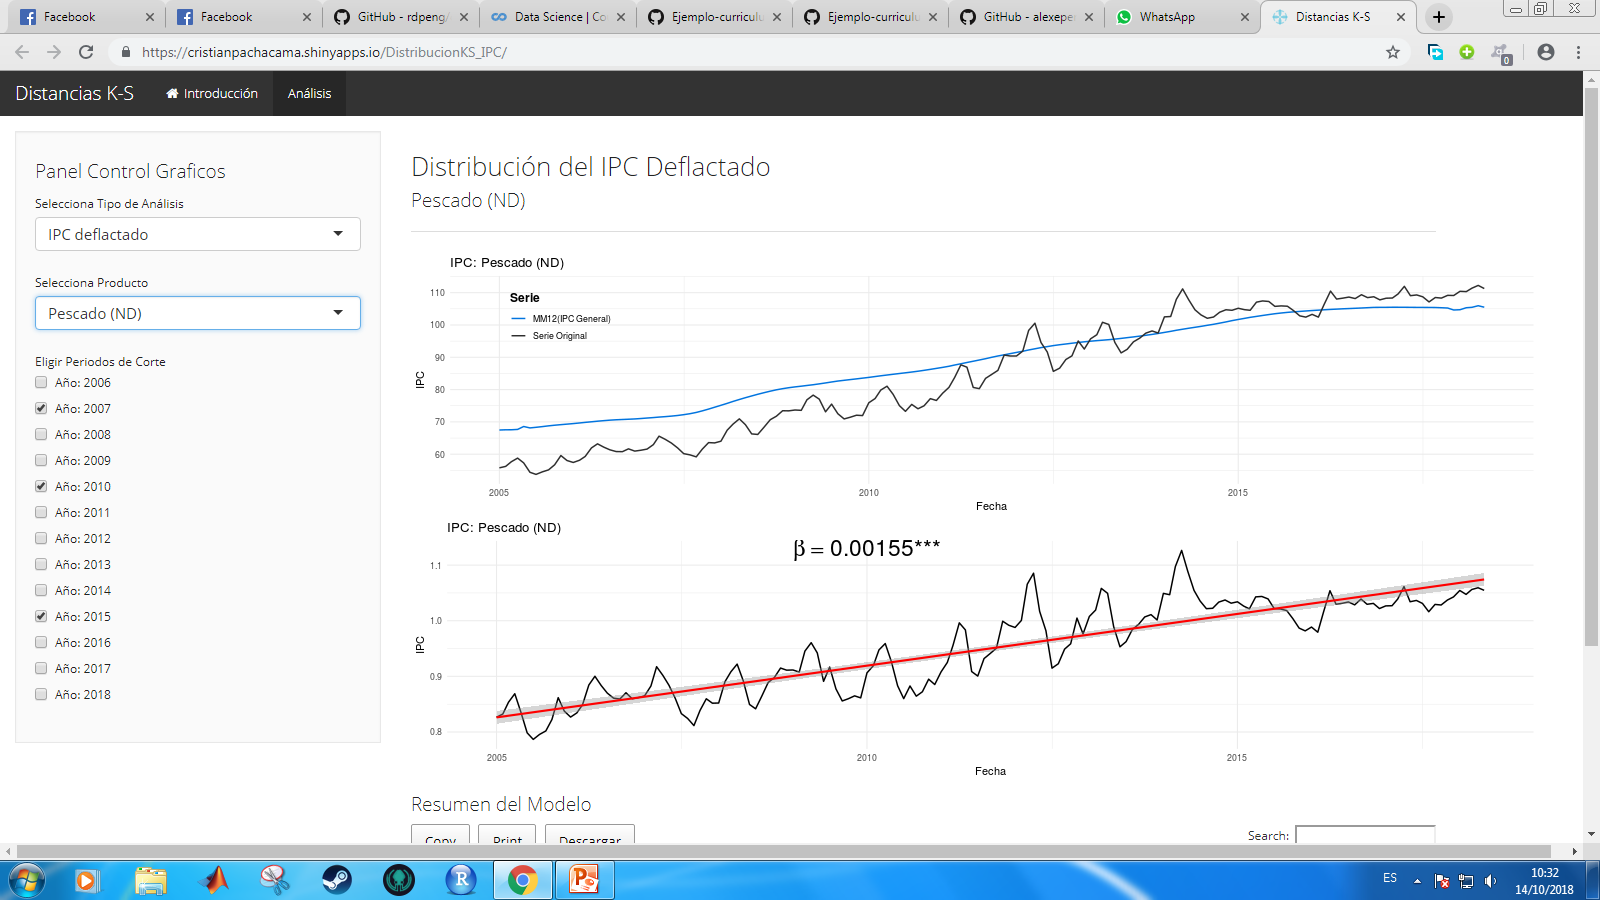 Facebook
Facebook
GitHub - rdpeng/
Data Science | Co
Ejemplo-curriculu
Ejemplo-curriculu
GitHub - alexepe
WhatsApp
Distancias K-S
https://cristianpachacama.shinyapps.io/DistribucionKS_IPC/
0
Distancias K-S
Introducción
Análisis
Panel Control Graficos
Selecciona Tipo de Análisis
IPC deflactado
Selecciona Producto
Pescado (ND)
Eligir Periodos de Corte
Año: 2006
Año: 2007
Año: 2008
Año: 2009
Año: 2010
Año: 2011
Año: 2012
Año: 2013
Año: 2014
Año: 2015
Año: 2016
Año: 2017
Año: 2018
Distribución del IPC Deflactado
Pescado (ND)
IPC: Pescado (ND)
Serie
MM12(IPC General)
Serie Original
110
100
90
80
70
60
IPC
2005
2010
2015
Fecha
IPC: Pescado (ND)
β = 0.00155***
1.1
1.0
0.9
0.8
IPC
2005
2010
2015
Fecha
Resumen del Modelo
Copy
Print
Descargar
Search:
R
P
ES
10:32
14/10/2018